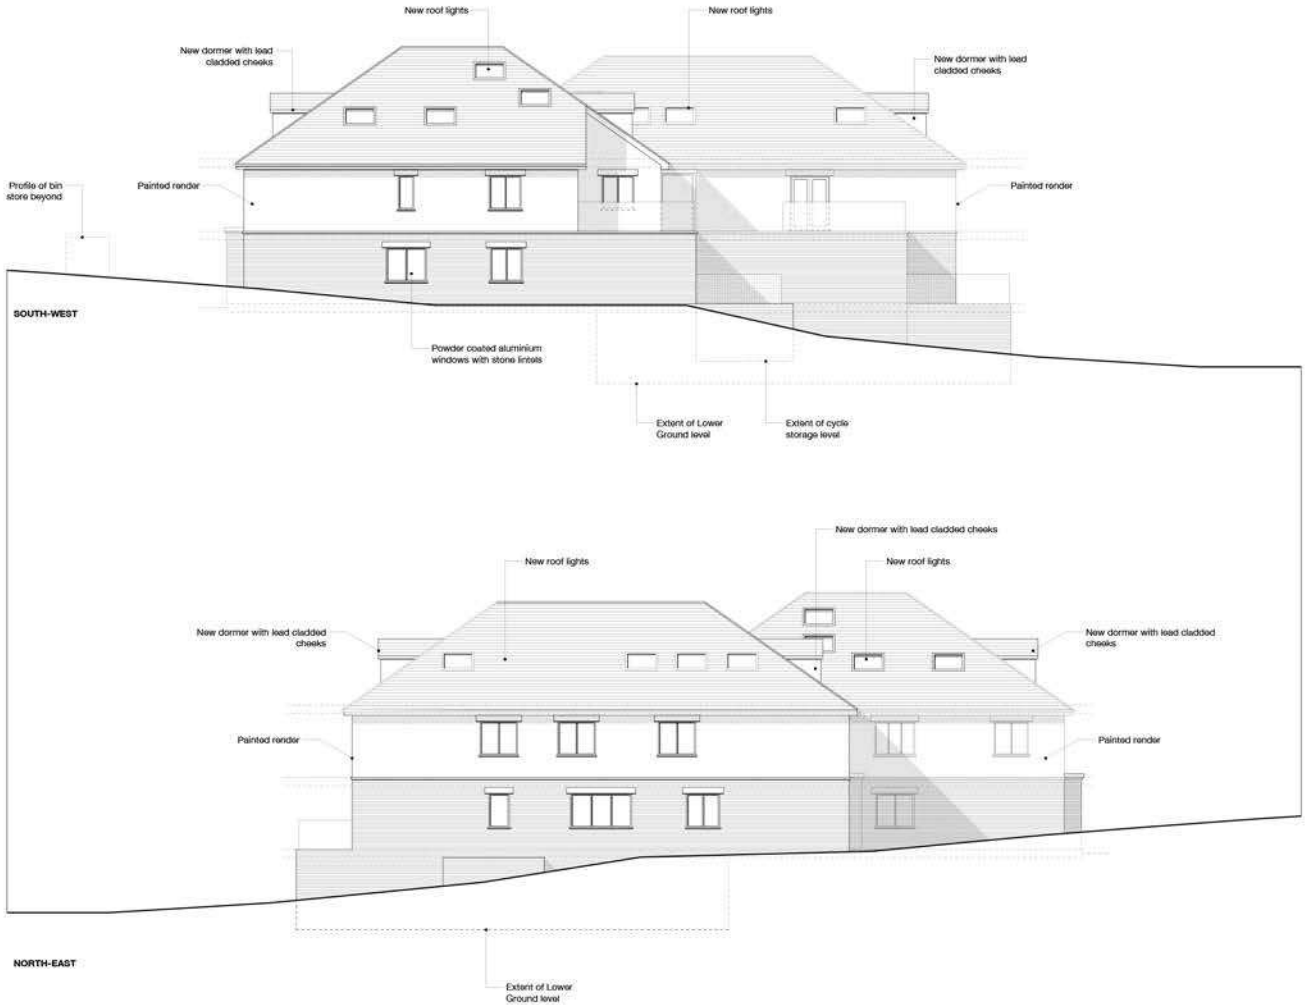 New roof lights
New roof lights
New dormer with lead
cladded cheeks
New dormer with lead
cladded cheeks
Profile of bin
store beyond
Painted render
Painted render
SOUTH-WEST
Powder coated aluminium
windows with stone lintels
Extent of Lower
Ground level
Extent of cycle
storage level
New dormer with lead cladded cheeks
New roof lights
New roof lights
New dormer with lead cladded
cheeks
New dormer with lead cladded
cheeks
Painted render
Painted render
NORTH-EAST
Extent of Lower
Ground level